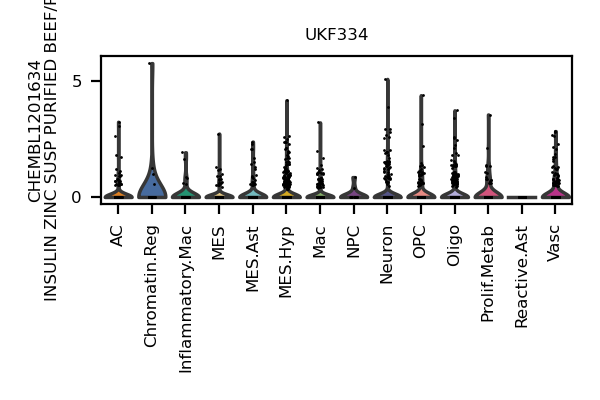 UKF334
CHEMBL1201634
INSULIN ZINC SUSP PURIFIED BEEF/
5
0
AC
Chromatin.Reg
Inflammatory.Mac
MES
MES.Ast
MES.Hyp
Mac
NPC
Neuron
OPC
Oligo
Prolif.Metab
Reactive.Ast
Vasc